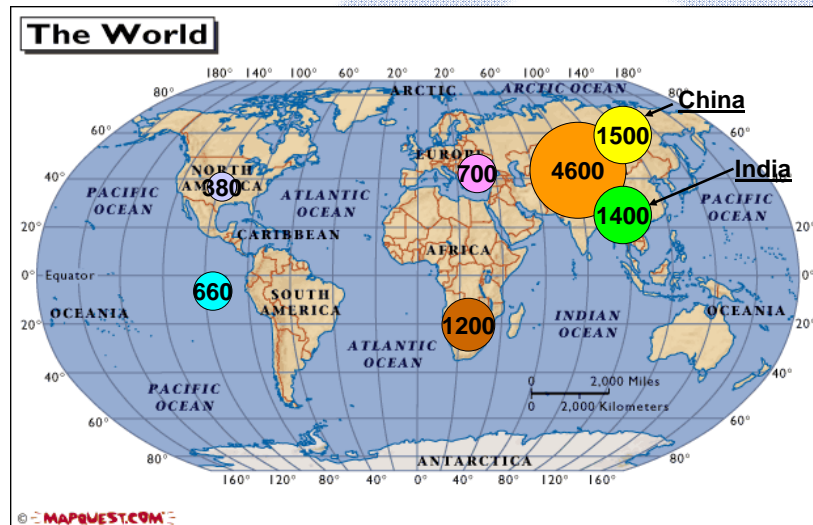 The World
180° 140° 100° 60° 20° 20° 60° 100° 140° 180°
ARCTIC OCEAN
ARCTIC
80° 80°
China
60° 60°
1500
EUROPE
NORTH
AMERICA
380
700
4600
India
40° 40°
PACIFIC
OCEAN
ATLANTIC
OCEAN
1400
PACIFIC
OCEAN
20° 20°
CARIBBEAN
AFRICA
0° Equator 0°
660
SOUTH
AMERICA
1200
INDIAN
OCEAN
OCEANIA
OCEANIA
20° 20°
ATLANTIC
OCEAN
40° 40°
PACIFIC
OCEAN
0 2,000 Miles
0 2,000 Kilometers
60° 60°
ANTARCTICA
80° 80°
160° 120° 80° 40° 0° 40° 80° 120° 160°
© MAPQUEST.COM